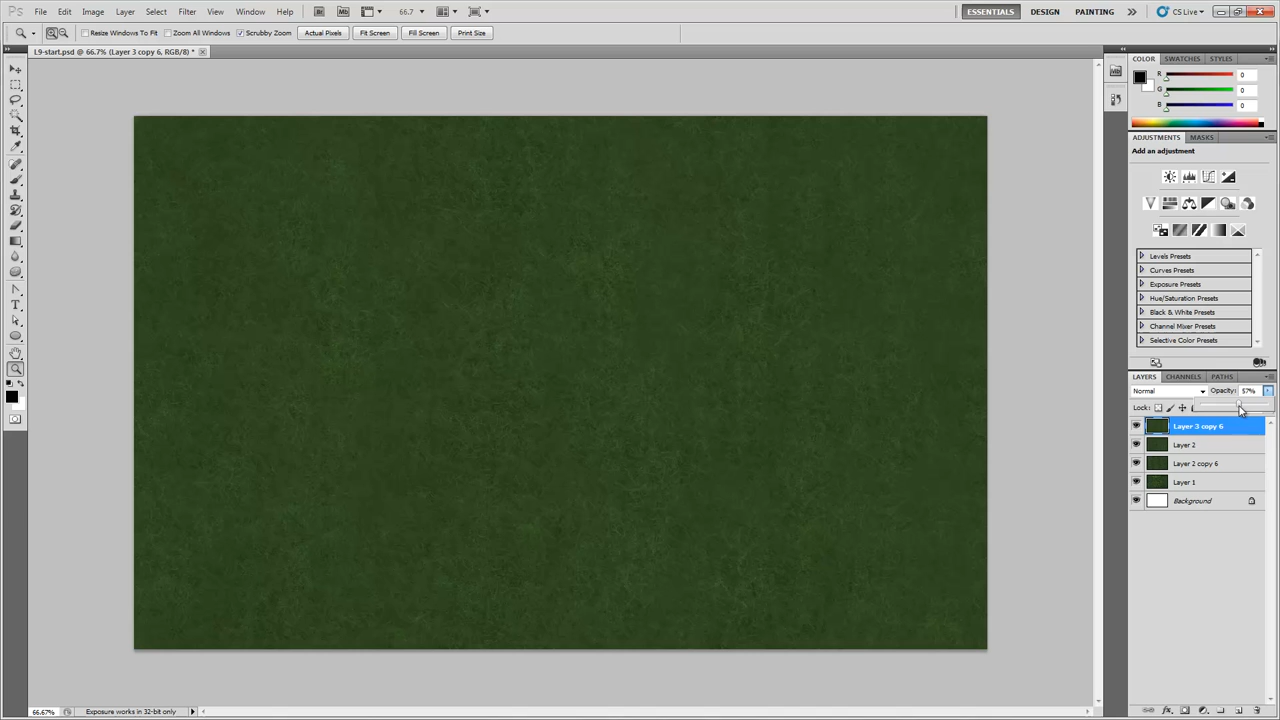 Ps File Edit Image Layer Select Filter Analysis 3D View Window Help Br Mb 66.7 ESSENTIALS DESIGN PAINTING CS Live
Resize Windows To Fit Zoom All Windows Scrubby Zoom Actual Pixels Fit Screen Fill Screen Print Size
L9-start.psd @ 66.7% (Layer 3 copy 6, RGB/8) *
COLOR SWATCHES STYLES
R 0
G 0
B 0
ADJUSTMENTS MASKS
Add an adjustment
Levels Presets
Curves Presets
Exposure Presets
Hue/Saturation Presets
Black & White Presets
Channel Mixer Presets
Selective Color Presets
LAYERS CHANNELS PATHS
Normal Opacity: 57%
Lock:
Layer 3 copy 6
Layer 2
Layer 2 copy 6
Layer 1
Background
66.67% Exposure works in 32-bit only